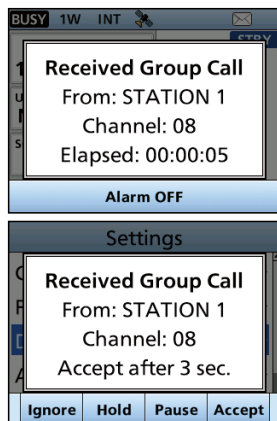 BUSY 1W INT
STBY
Received Group Call
From: STATION 1
Channel: 08
Elapsed: 00:00:05
Alarm OFF
Settings
Received Group Call
From: STATION 1
Channel: 08
Accept after 3 sec.
Ignore Hold Pause Accept